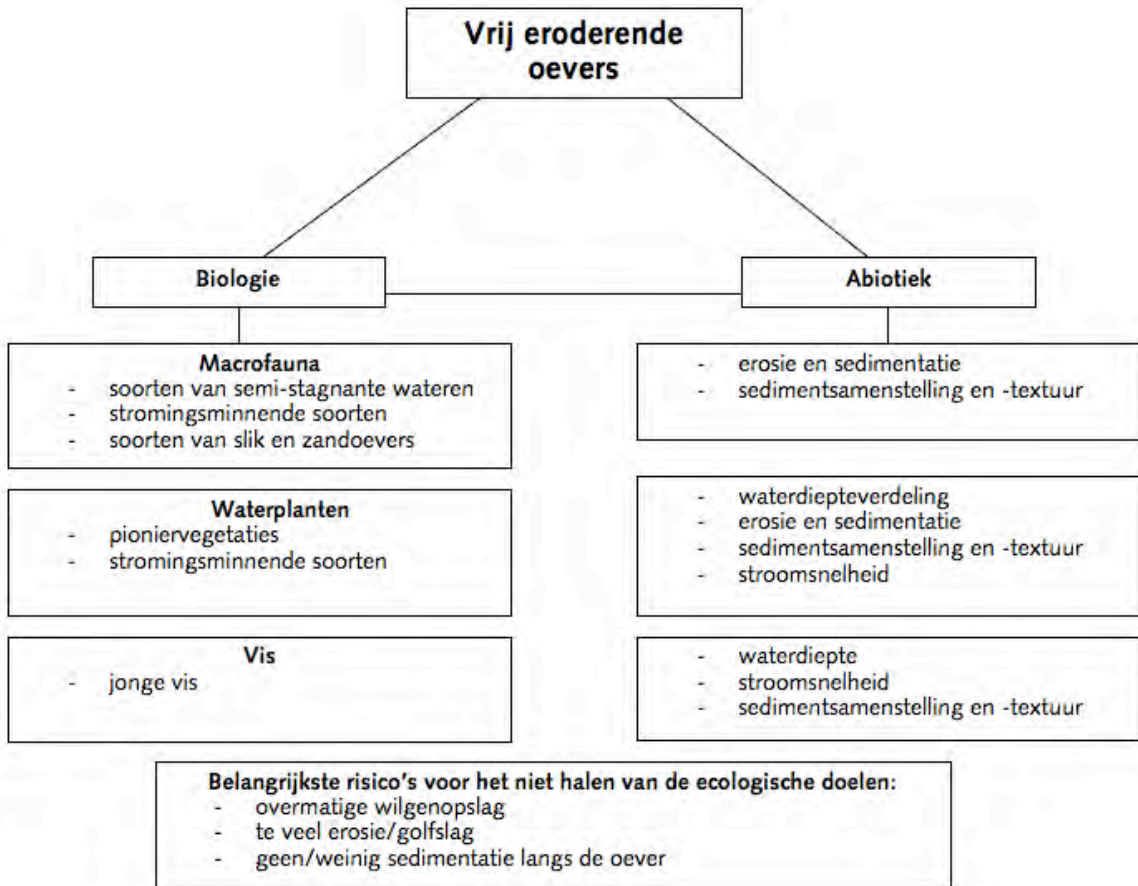 Vrij eroderende
oevers
Biologie
Abiotiek
Macrofauna
- soorten van semi-stagnante wateren
- stromingsminnende soorten
- soorten van slik en zandoevers
- erosie en sedimentatie
- sedimentsamenstelling en -textuur
Waterplanten
- pioniervegetaties
- stromingsminnende soorten
- waterdiepteverdeling
- erosie en sedimentatie
- sedimentsamenstelling en -textuur
- stroomsnelheid
Vis
- jonge vis
- waterdiepte
- stroomsnelheid
- sedimentsamenstelling en -textuur
Belangrijkste risico's voor het niet halen van de ecologische doelen:
- overmatige wilgenopslag
- te veel erosie/golfslag
- geen/weinig sedimentatie langs de oever